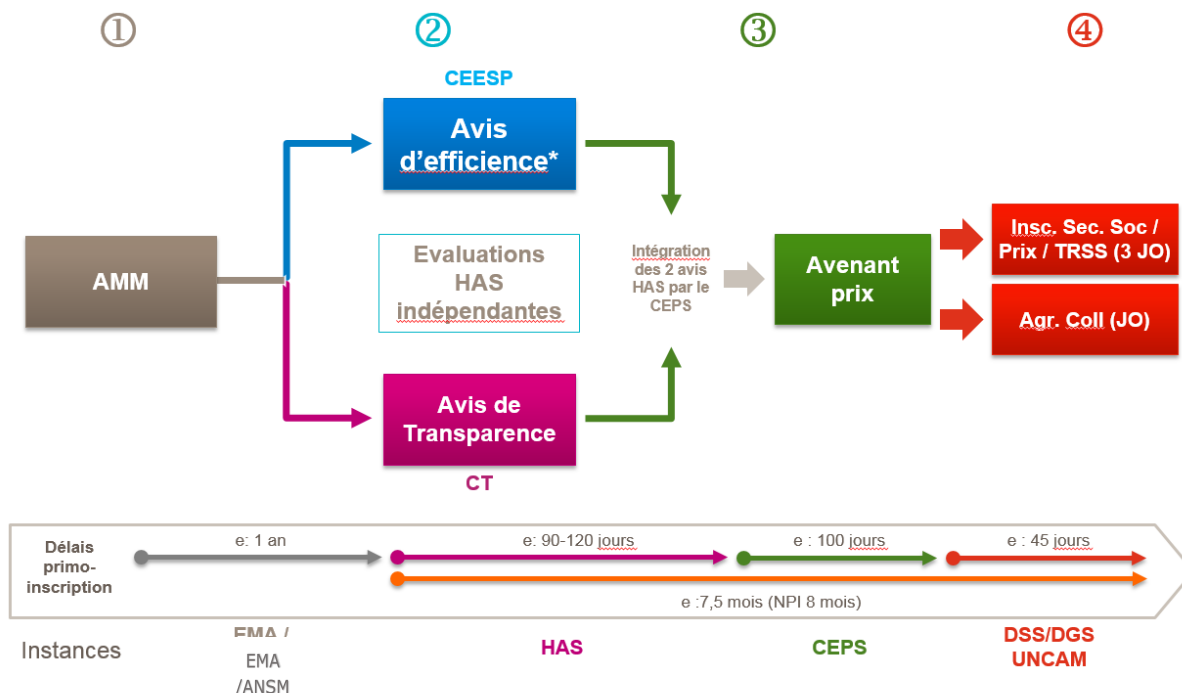 ①
②
③
④
CEESP
Avis
d'efficience*
AMM
Evaluations
HAS
indépendantes
Intégration
des 2 avis
HAS par le
CEPS
Avenant
prix
Insc. Sec. Soc /
Prix / TRSS (3 JO)
Agr. Coll (JO)
Avis de
Transparence
CT
Délais
primo-
inscription
e: 1 an
e: 90-120 jours
e : 100 jours
e : 45 jours
e :7,5 mois (NPI 8 mois)
Instances
EMA /
EMA
/ANSM
HAS
CEPS
DSS/DGS
UNCAM